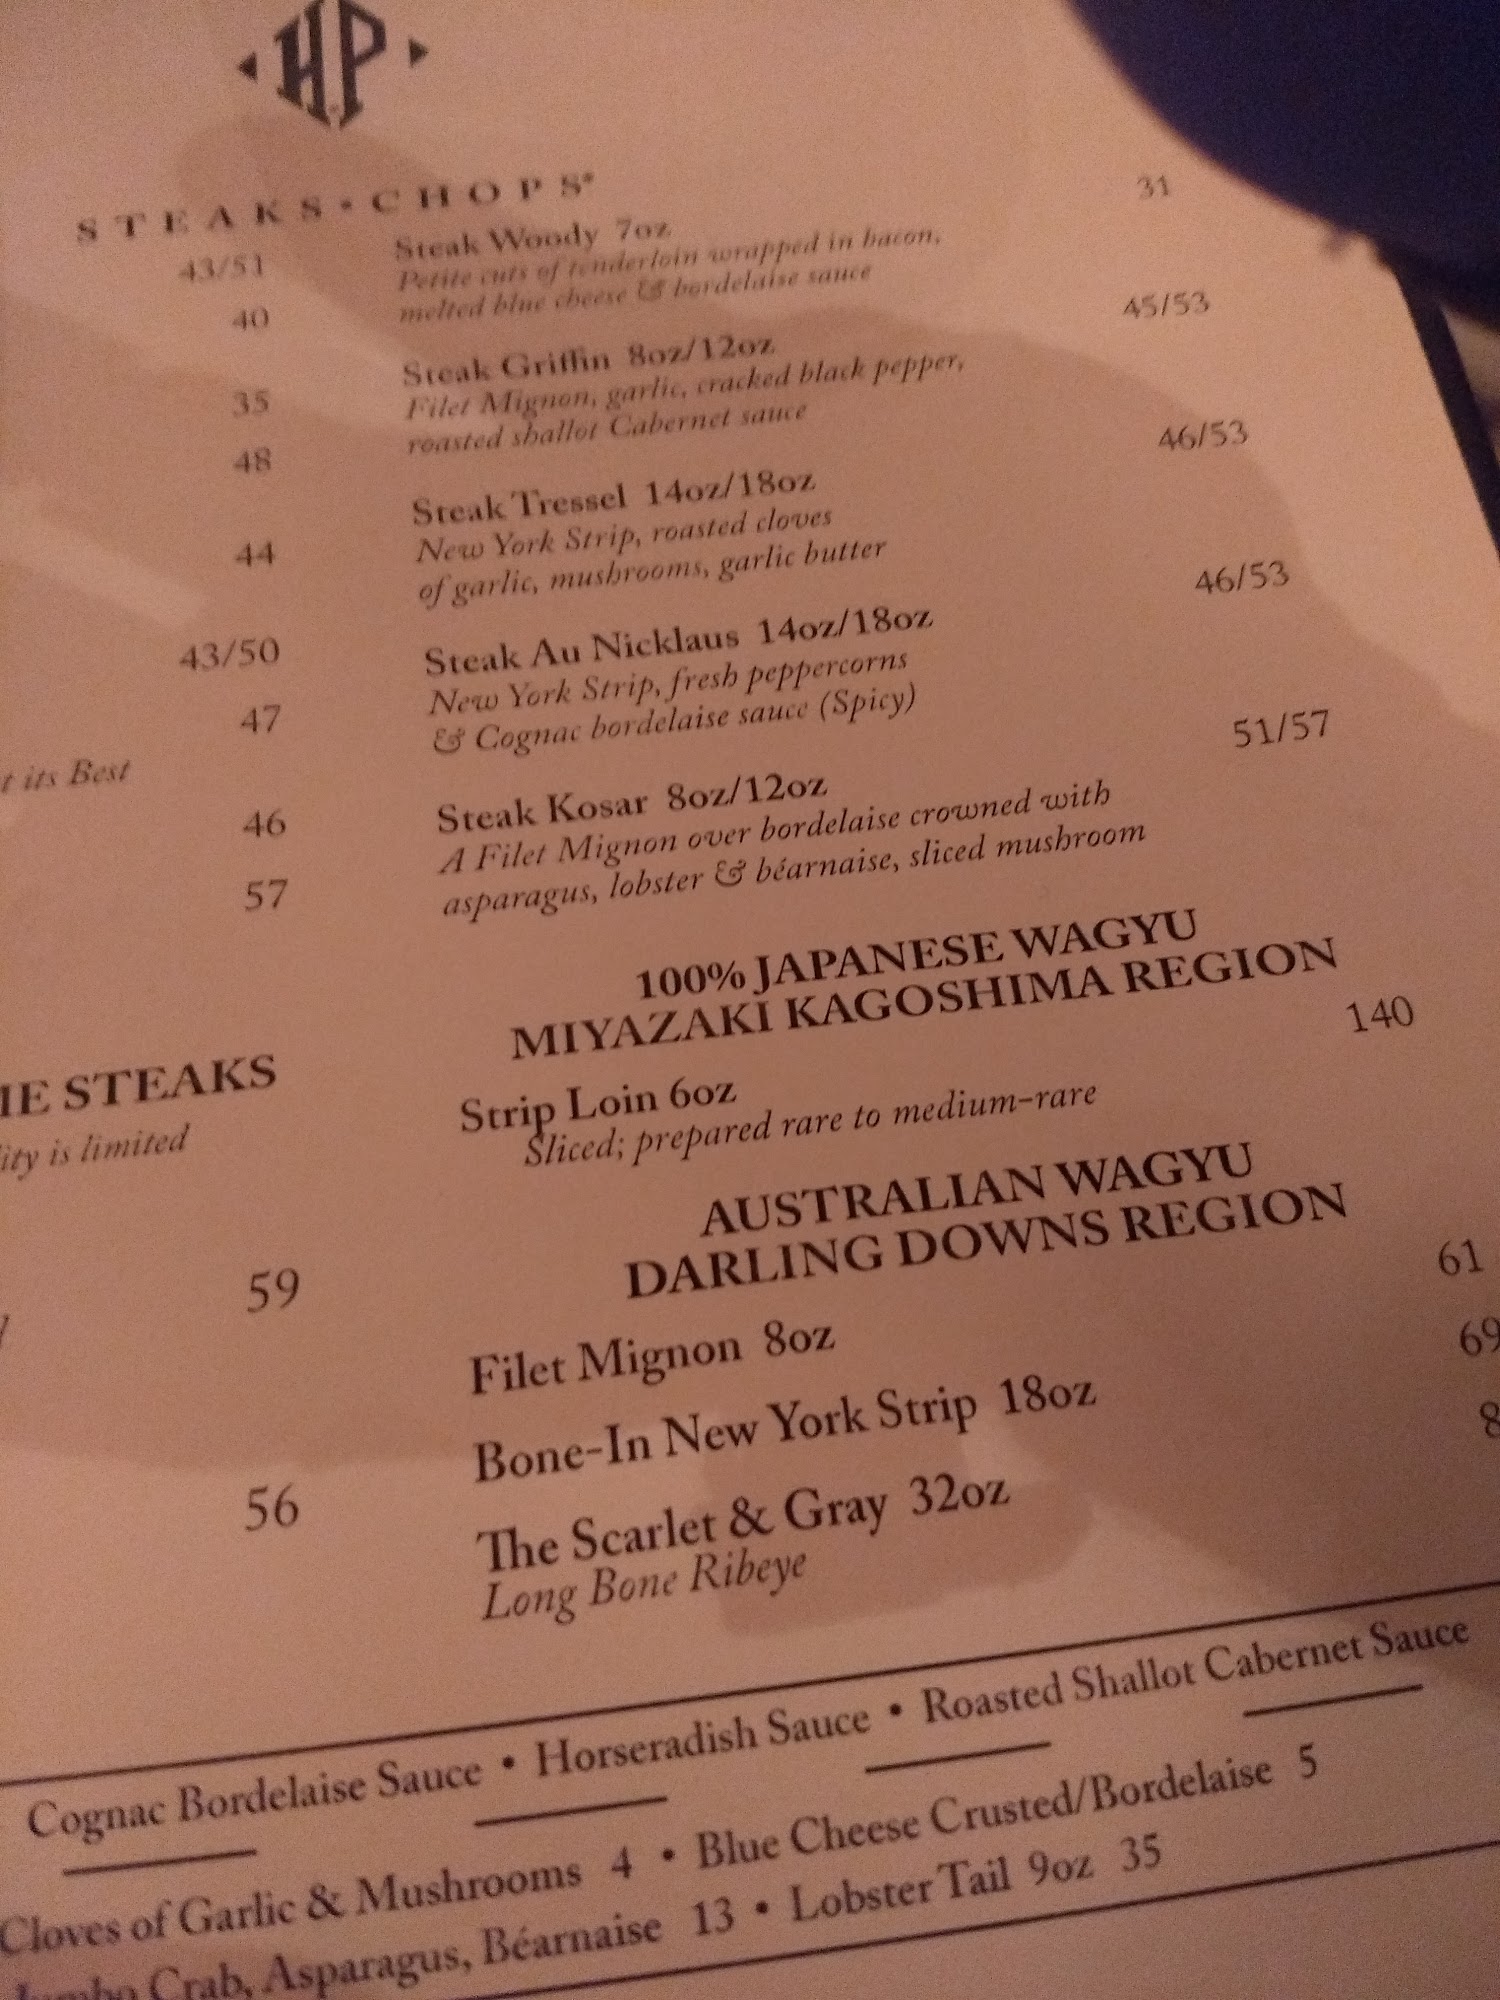 HP
STEAKS • CHOPS*
43/51
40
35
48
44
43/50
47
its Best
46
57
STEAKS
is limited
59
56
Steak Woody 7oz 31
Petite cuts of tenderloin wrapped in bacon,
melted blue cheese & bordelaise sauce
Steak Griffin 8oz/12oz 45/53
Filet Mignon, garlic, cracked black pepper,
roasted shallot Cabernet sauce
Steak Tressel 14oz/18oz 46/53
New York Strip, roasted cloves
of garlic, mushrooms, garlic butter
Steak Au Nicklaus 14oz/18oz 46/53
New York Strip, fresh peppercorns
& Cognac bordelaise sauce (Spicy)
Steak Kosar 8oz/12oz 51/57
A Filet Mignon over bordelaise crowned with
asparagus, lobster & béarnaise, sliced mushroom
100% JAPANESE WAGYU
MIYAZAKI KAGOSHIMA REGION
Strip Loin 6oz 140
Sliced; prepared rare to medium-rare
AUSTRALIAN WAGYU
DARLING DOWNS REGION
Filet Mignon 8oz 61
Bone-In New York Strip 18oz 69
The Scarlet & Gray 32oz
Long Bone Ribeye
Cognac Bordelaise Sauce • Horseradish Sauce • Roasted Shallot Cabernet Sauce
Cloves of Garlic & Mushrooms 4 • Blue Cheese Crusted/Bordelaise 5
Jumbo Crab, Asparagus, Béarnaise 13 • Lobster Tail 9oz 35